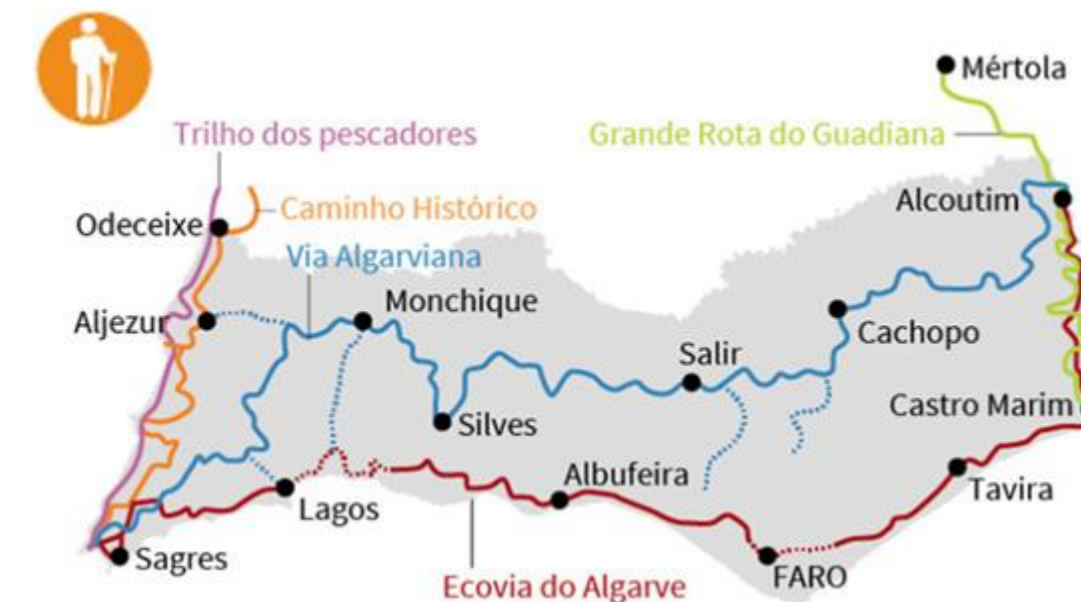 Mértola
Trilho dos pescadores
Grande Rota do Guadiana
Alcoutim
Odeceixe
Caminho Histórico
Via Algarviana
Monchique
Aljezur
Cachopo
Salir
Castro Marim
Silves
Albufeira
Tavira
Lagos
Sagres
FARO
Ecovia do Algarve